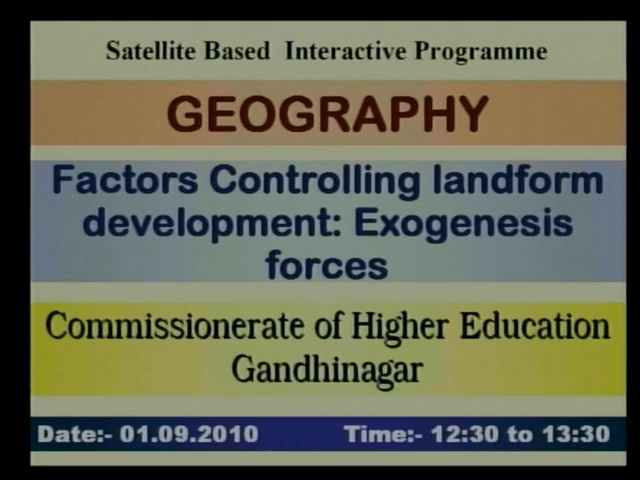 Satellite Based Interactive Programme
GEOGRAPHY
Factors Controlling landform
development: Exogenesis
forces
Commissionerate of Higher Education
Gandhinagar
Date:- 01.09.2010 Time:- 12:30 to 13:30